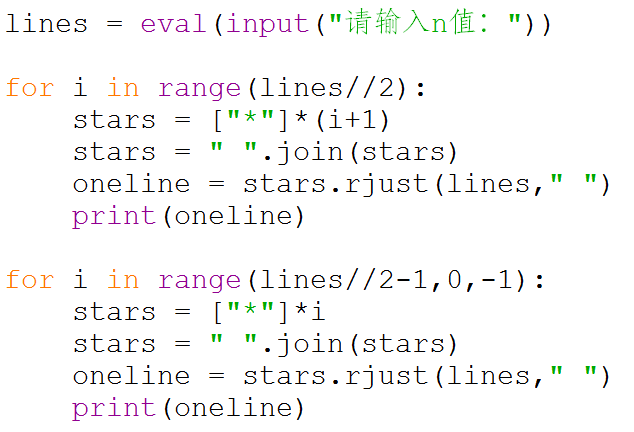 lines = eval(input("请输入n值："))
for i in range(lines//2):
    stars = ["*"]*(i+1)
    stars = " ".join(stars)
    oneline = stars.rjust(lines," ")
    print(oneline)
for i in range(lines//2-1,0,-1):
    stars = ["*"]*i
    stars = " ".join(stars)
    oneline = stars.rjust(lines," ")
    print(oneline)